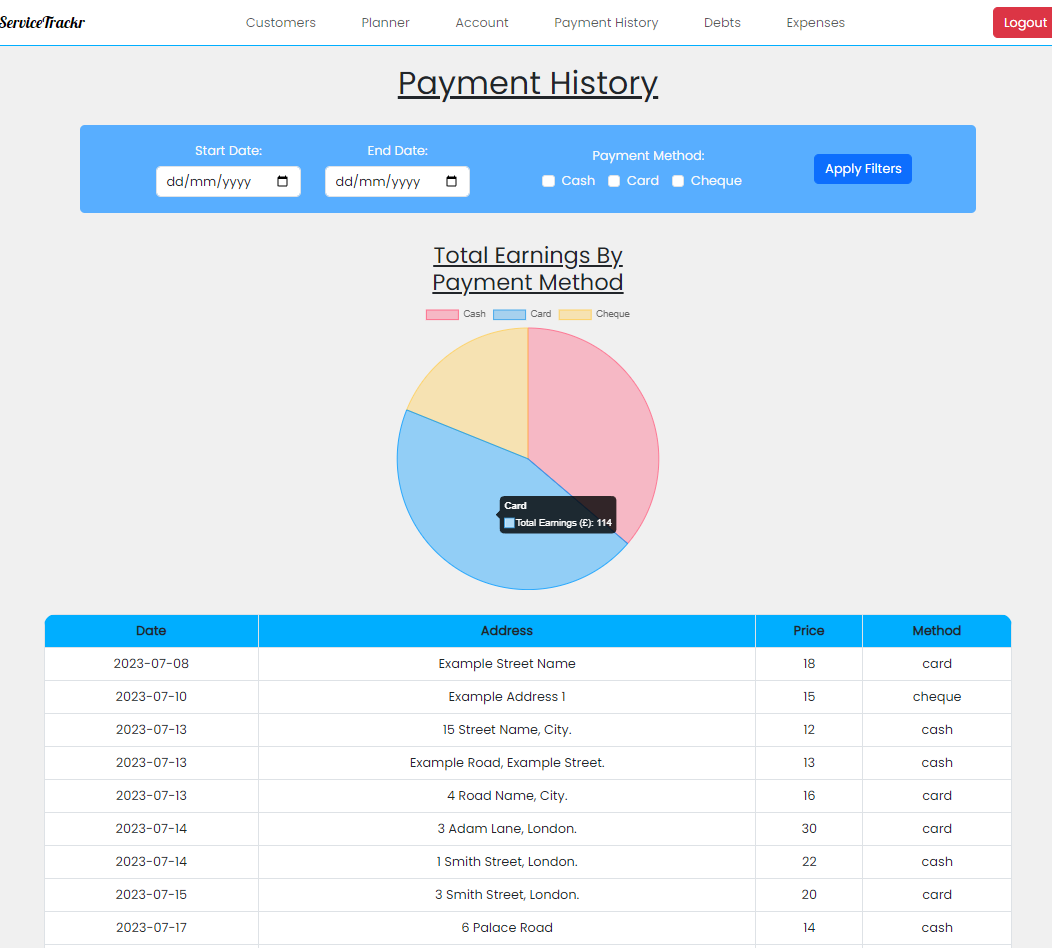 ServiceTrackr Customers Planner Account Payment History Debts Expenses Logout
Payment History
Start Date: End Date: Payment Method:
dd/mm/yyyy dd/mm/yyyy Cash Card Cheque Apply Filters
Total Earnings By
Payment Method
Cash Card Cheque
Card
Total Earnings (£): 114
Date Address Price Method
2023-07-08 Example Street Name 18 card
2023-07-10 Example Address 1 15 cheque
2023-07-13 15 Street Name, City. 12 cash
2023-07-13 Example Road, Example Street. 13 cash
2023-07-13 4 Road Name, City. 16 card
2023-07-14 3 Adam Lane, London. 30 card
2023-07-14 1 Smith Street, London. 22 cash
2023-07-15 3 Smith Street, London. 20 card
2023-07-17 6 Palace Road 14 cash